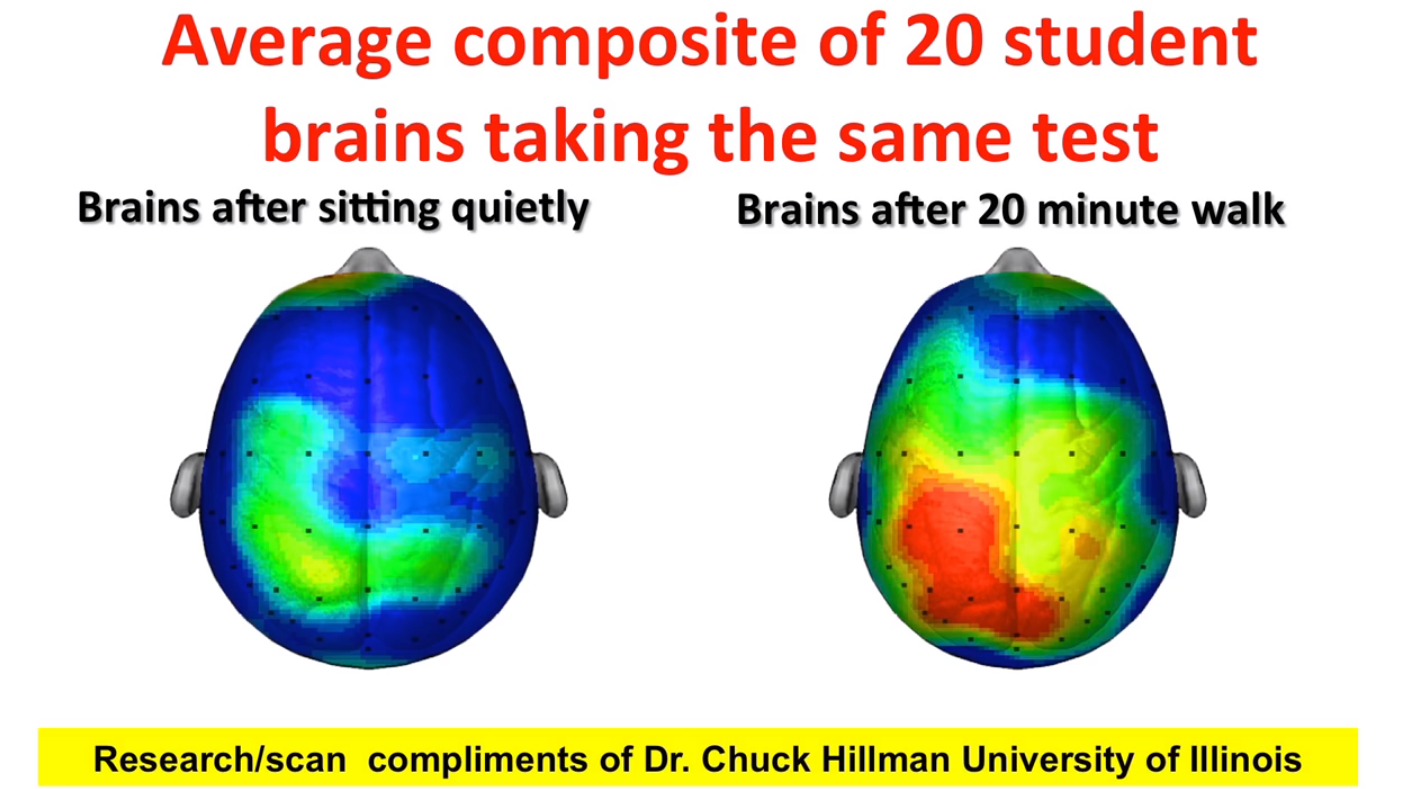 Average composite of 20 student
brains taking the same test
Brains after sitting quietly
Brains after 20 minute walk
Research/scan compliments of Dr. Chuck Hillman University of Illinois